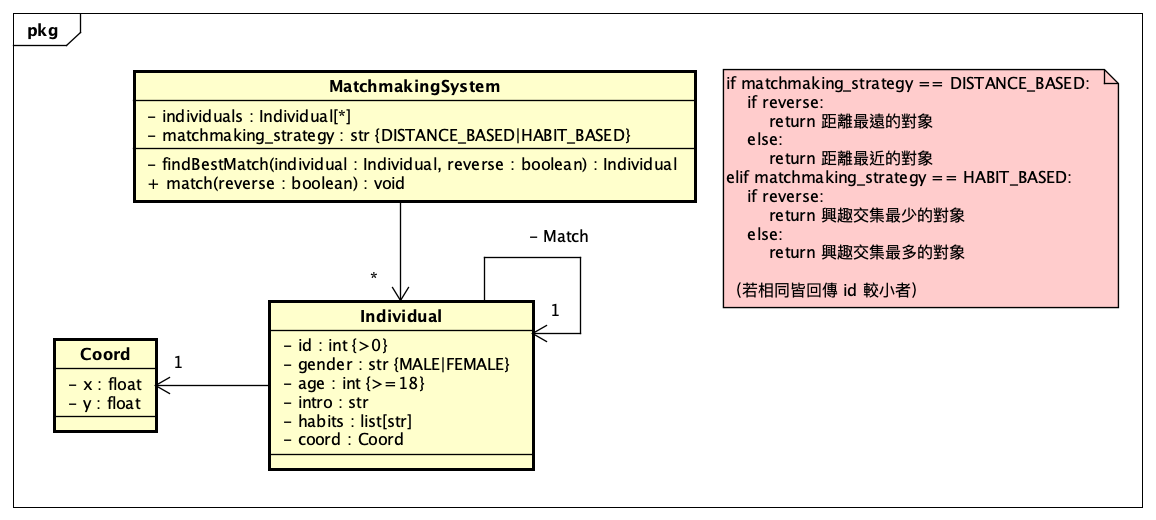 pkg
MatchmakingSystem
- individuals : Individual[*]
- matchmaking_strategy : str {DISTANCE_BASED|HABIT_BASED}
- findBestMatch(individual : Individual, reverse : boolean) : Individual
+ match(reverse : boolean) : void
if matchmaking_strategy == DISTANCE_BASED:
if reverse:
return 距離最遠的對象
else:
return 距離最近的對象
elif matchmaking_strategy == HABIT_BASED:
if reverse:
return 興趣交集最少的對象
else:
return 興趣交集最多的對象
（若相同皆回傳 id 較小者）
- Match
*
1
Individual
- id : int {>0}
- gender : str {MALE|FEMALE}
- age : int {>=18}
- intro : str
- habits : list[str]
- coord : Coord
1
Coord
- x : float
- y : float